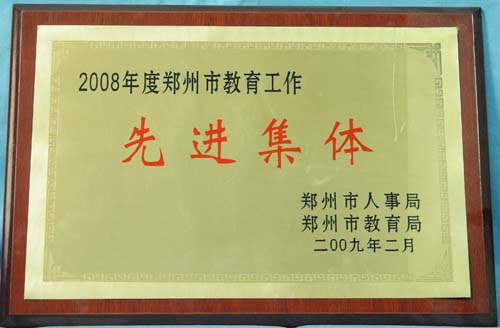 2008年度郑州市教育工作
先进集体
郑州市人事局
郑州市教育局
二00九年二月